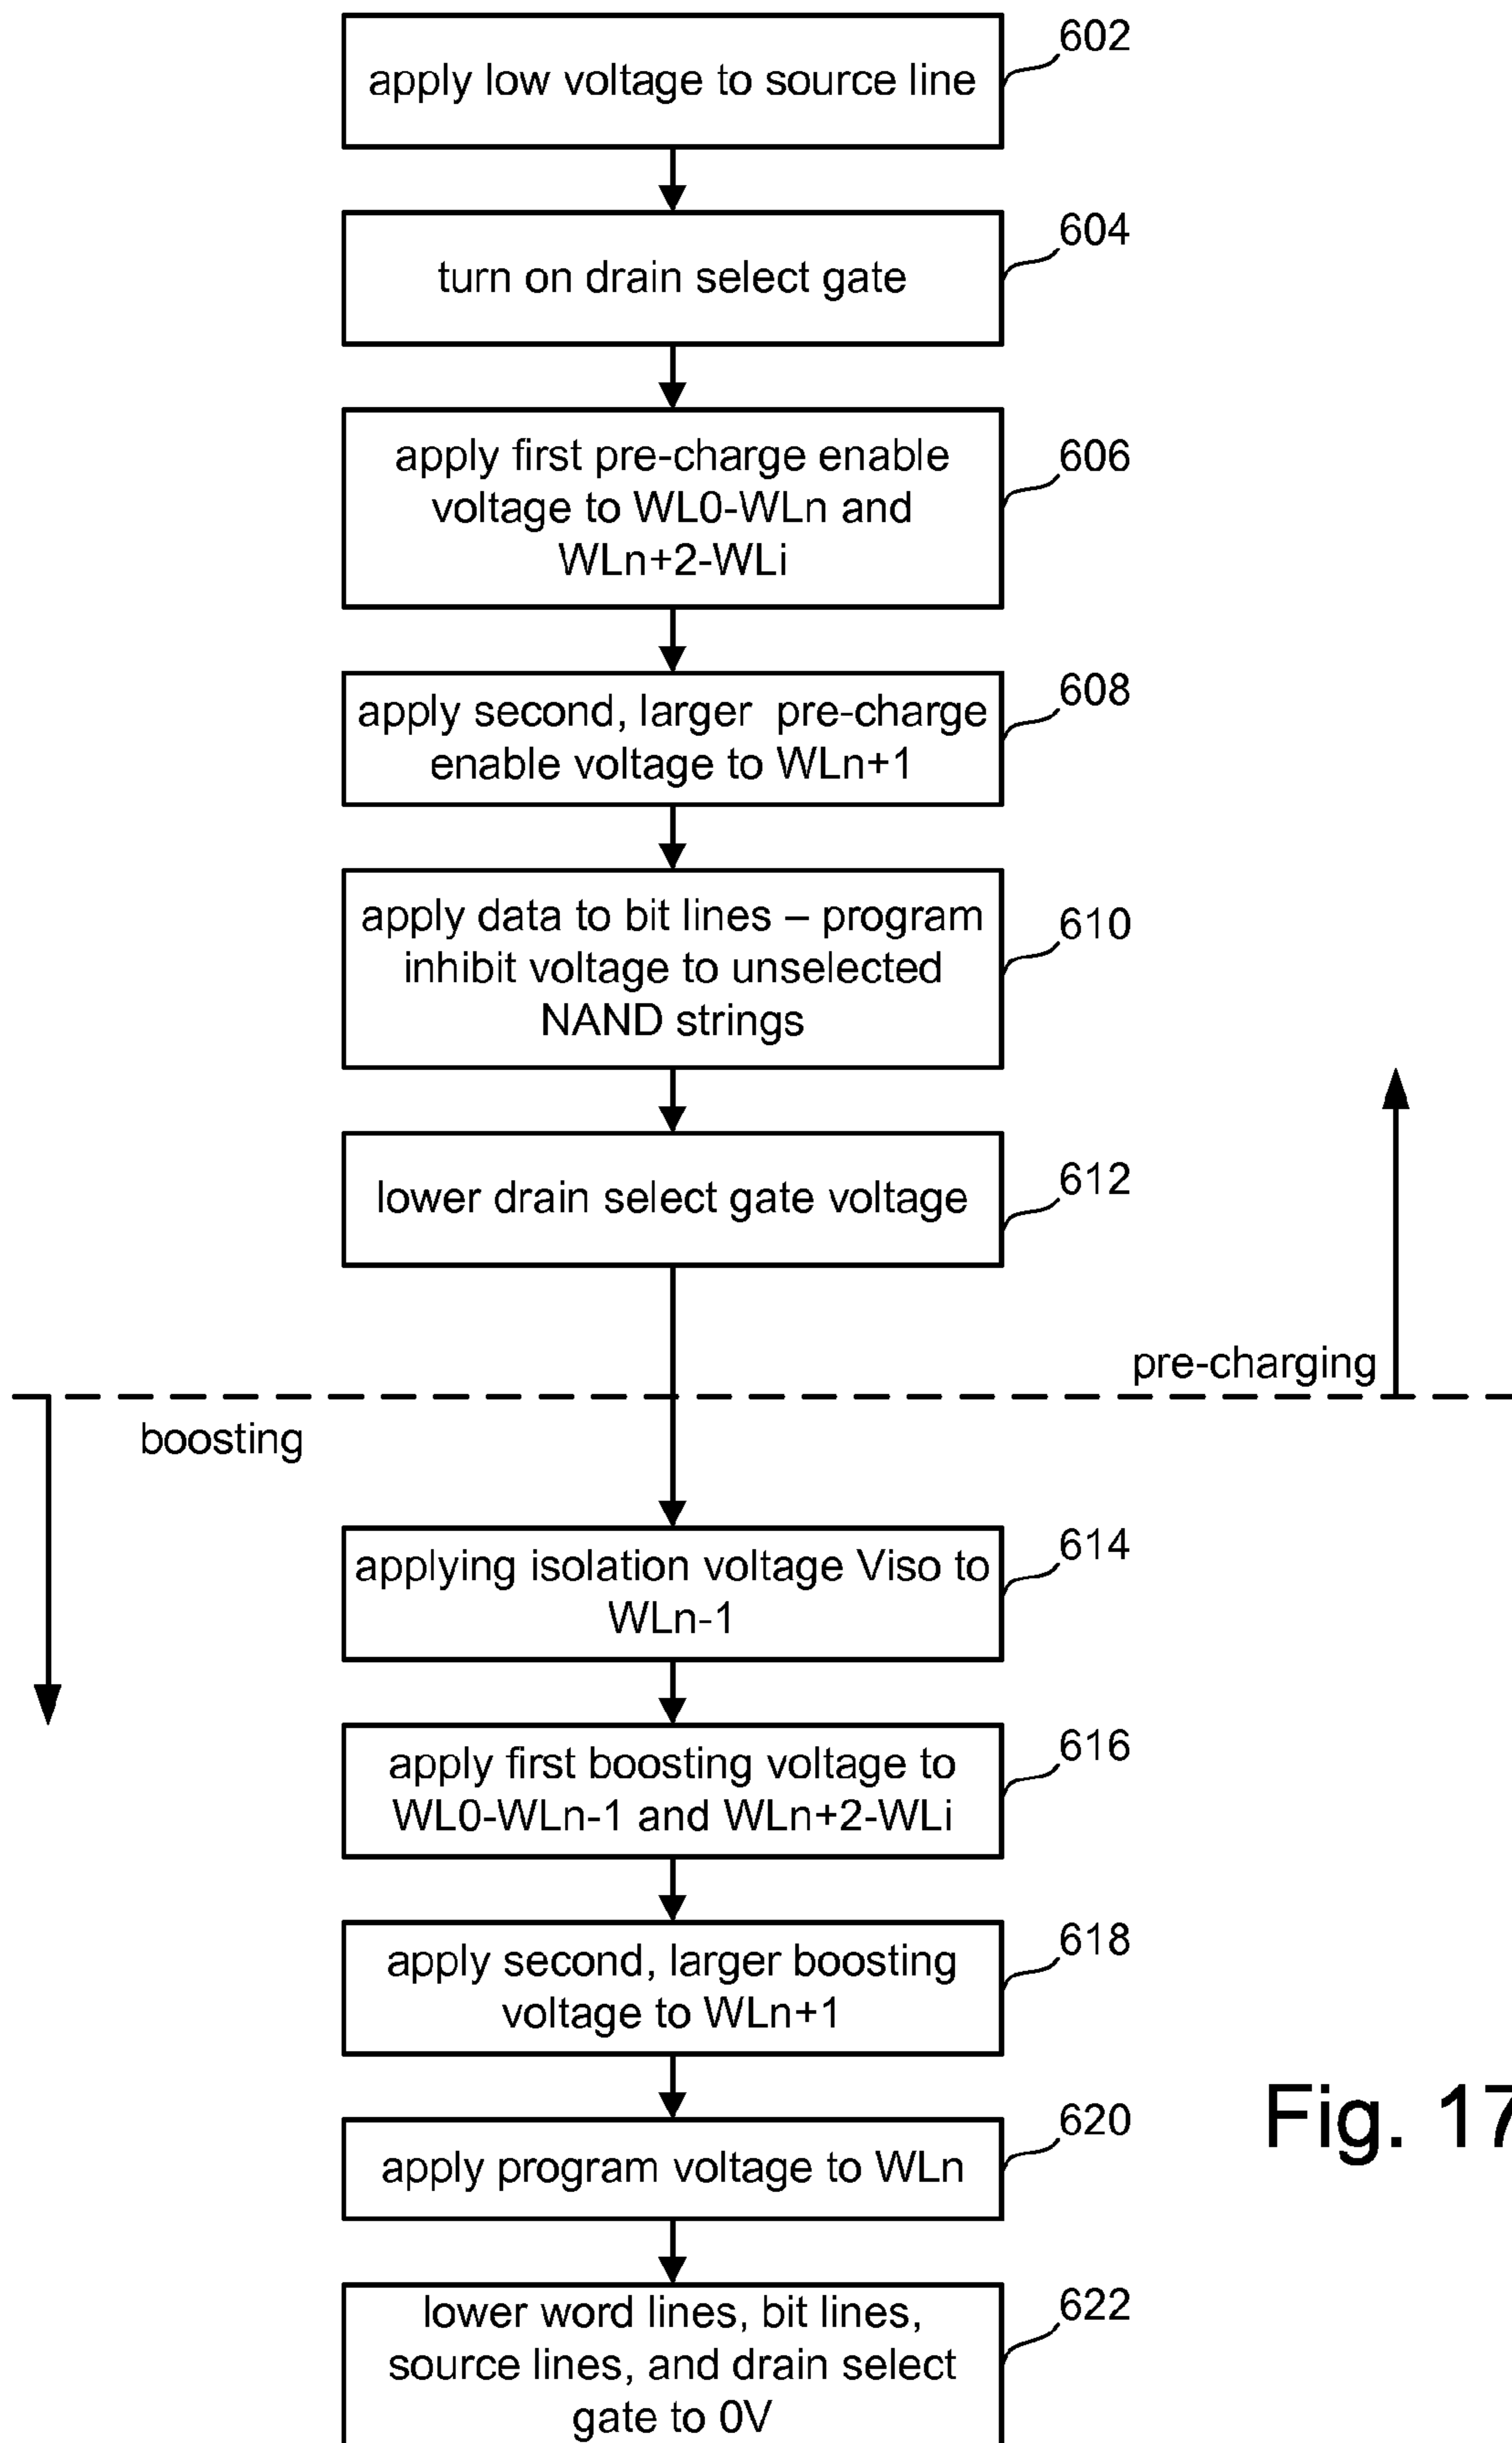 602
apply low voltage to source line
604
turn on drain select gate
606
apply first pre-charge enable
voltage to WL0-WLn and
WLn+2-WLi
608
apply second, larger pre-charge
enable voltage to WLn+1
610
apply data to bit lines – program
inhibit voltage to unselected
NAND strings
612
lower drain select gate voltage
pre-charging
boosting
614
applying isolation voltage Viso to
WLn-1
616
apply first boosting voltage to
WL0-WLn-1 and WLn+2-WLi
618
apply second, larger boosting
voltage to WLn+1
620
apply program voltage to WLn
Fig. 17
622
lower word lines, bit lines,
source lines, and drain select
gate to 0V